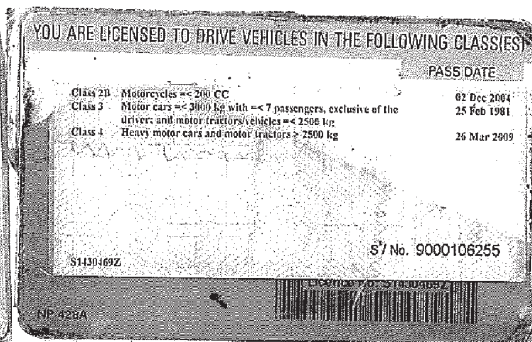 YOU ARE LICENSED TO DRIVE VEHICLES IN THE FOLLOWING CLASS(ES)
PASS DATE
Class 2B Motorcycles =< 200 CC 02 Dec 2004
Class 3 Motor cars =< 3000 kg with =< 7 passengers, exclusive of the 25 Feb 1981
driver; and motor tractors/vehicles =< 2500 kg
Class 4 Heavy motor cars and motor tractors > 2500 kg 26 Mar 2009
S1430469Z
S/ No. 9000106255
Licence No: S1430469Z
NP 428A